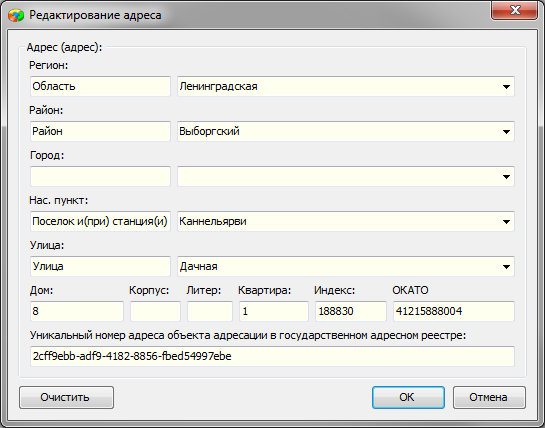 Редактирование адреса
Адрес (адрес):
Регион:
Область Ленинградская
Район:
Район Выборгский
Город:
Нас. пункт:
Поселок и(при) станция(и) Каннельярви
Улица:
Улица Дачная
Дом: Корпус: Литер: Квартира: Индекс: ОКАТО
8 1 188830 41215888004
Уникальный номер адреса объекта адресации в государственном адресном реестре:
2cff9ebb-adf9-4182-8856-fbed54997ebe
Очистить ОК Отмена